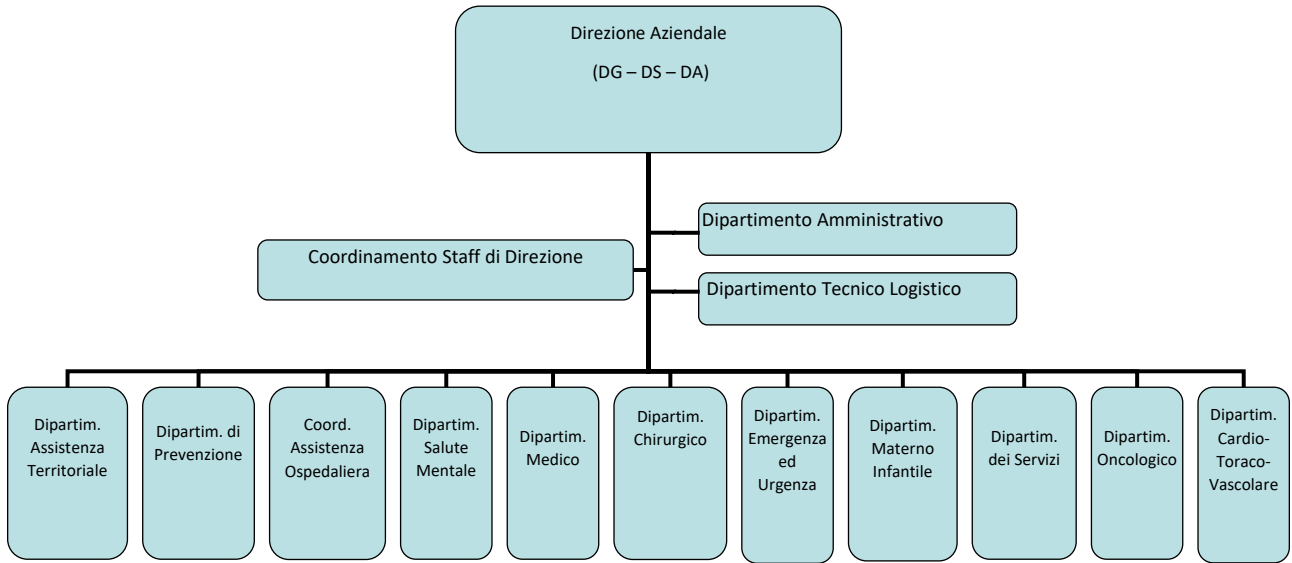 Direzione Aziendale
(DG – DS – DA)
Dipartimento Amministrativo
Coordinamento Staff di Direzione
Dipartimento Tecnico Logistico
Dipartim.
Assistenza
Territoriale
Dipartim. di
Prevenzione
Coord.
Assistenza
Ospedaliera
Dipartim.
Salute
Mentale
Dipartim.
Medico
Dipartim.
Chirurgico
Dipartim.
Emergenza
ed
Urgenza
Dipartim.
Materno
Infantile
Dipartim.
dei Servizi
Dipartim.
Oncologico
Dipartim.
Cardio-
Toraco-
Vascolare